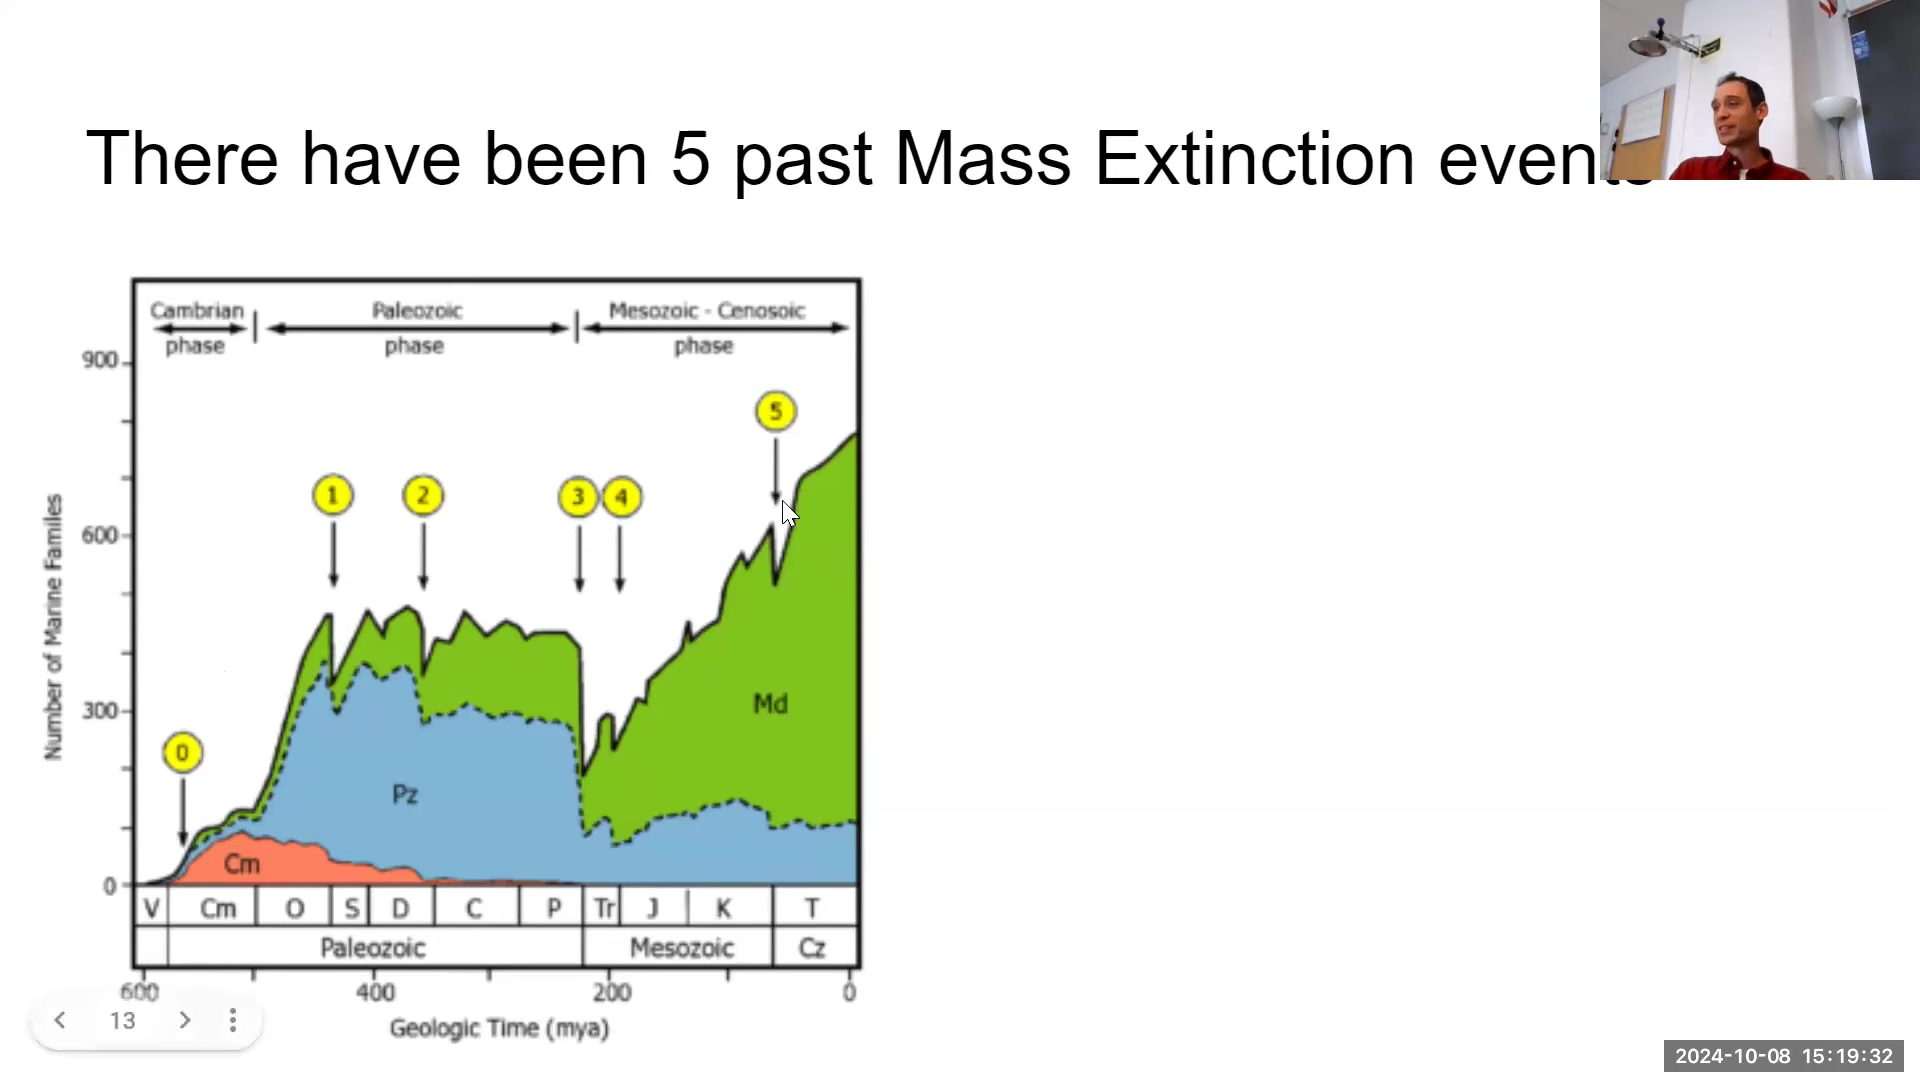 There have been 5 past Mass Extinction events
Cambrian
phase
Paleozoic
phase
Mesozoic - Cenosoic
phase
900
600
300
0
Number of Marine Familes
0
1
2
3
4
5
Cm
Pz
Md
V Cm O S D C P Tr J K T
Paleozoic Mesozoic Cz
600 400 200 0
Geologic Time (mya)
13
2024-10-08 15:19:32